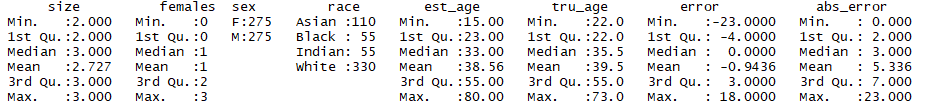 size females sex race est_age tru_age error abs_error
Min. :2.000 Min. :0 F:275 Asian :110 Min. :15.00 Min. :22.0 Min. :-23.0000 Min. : 0.000
1st Qu.:2.000 1st Qu.:0 M:275 Black : 55 1st Qu.:23.00 1st Qu.:22.0 1st Qu.: -4.0000 1st Qu.: 2.000
Median :3.000 Median :1 Indian: 55 Median :33.00 Median :35.5 Median : 0.0000 Median : 3.000
Mean :2.727 Mean :1 White :330 Mean :38.56 Mean :39.5 Mean : -0.9436 Mean : 5.336
3rd Qu.:3.000 3rd Qu.:2 3rd Qu.:55.00 3rd Qu.:55.0 3rd Qu.: 3.0000 3rd Qu.: 7.000
Max. :3.000 Max. :3 Max. :80.00 Max. :73.0 Max. : 18.0000 Max. :23.000